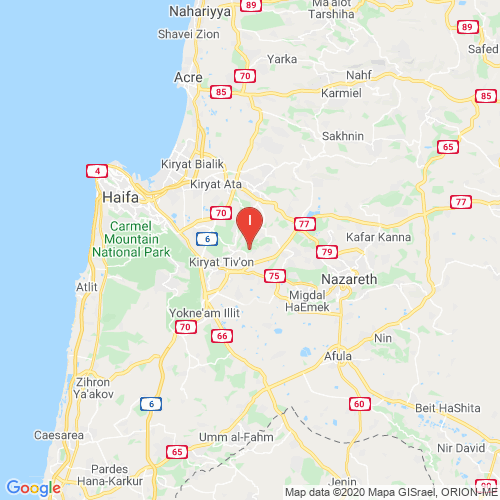 Nahariyya
89
Ma'alot
Tarshiha
89
Shavei Zion
Yarka
Safed
Acre
70
Nahf
85
Karmiel
85
Sakhnin
65
Kiryat Bialik
4
Kiryat Ata
Haifa
77
70
I
77
Carmel
Mountain
National Park
6
Kafar Kanna
79
Kiryat Tiv'on
75
Nazareth
Atlit
Migdal
HaEmek
Yokne'am Illit
70
66
Nin
Afula
Zihron
Ya'akov
6
60
Beit HaShita
Caesarea
Umm al-Fahm
65
Nir David
Pardes
Hana-Karkur
Jenin
90
Google
Map data ©2020 Mapa GISrael, ORION-ME